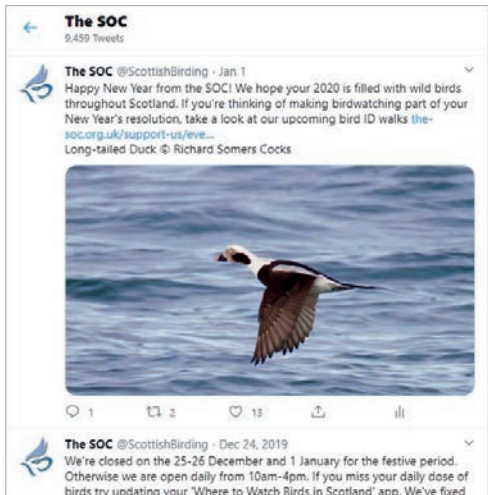 The SOC
9,459 Tweets
The SOC @ScottishBirding · Jan 1
Happy New Year from the SOC! We hope your 2020 is filled with wild birds
throughout Scotland. If you're thinking of making birdwatching part of your
New Year's resolution, take a look at our upcoming bird ID walks the-
soc.org.uk/support-us/eve...
Long-tailed Duck © Richard Somers Cocks
1 2 13
The SOC @ScottishBirding · Dec 24, 2019
We're closed on the 25-26 December and 1 January for the festive period.
Otherwise we are open daily from 10am-4pm. If you miss your daily dose of
birds try updating your 'Where to Watch Birds in Scotland' app. We've fixed